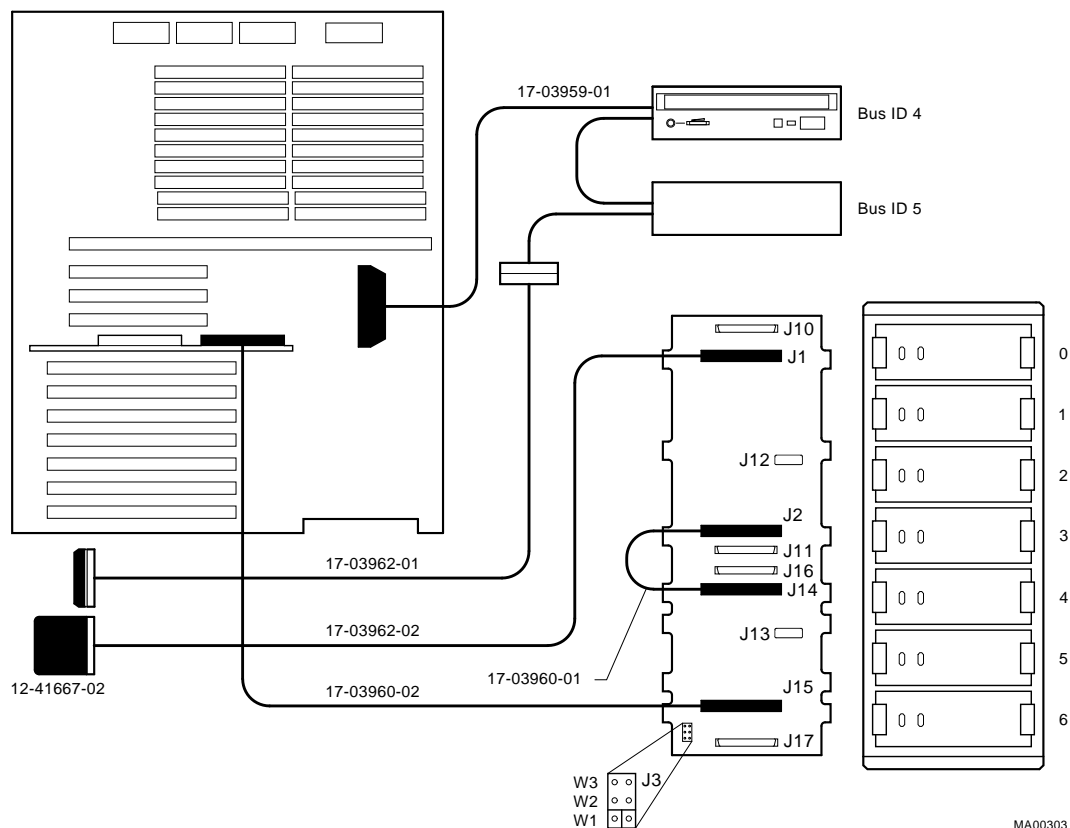 17-03959-01
Bus ID 4
Bus ID 5
J10
J1
0
1
J12
2
J2
3
J11
17-03962-01
J16
J14
4
17-03962-02
J13
5
17-03960-01
12-41667-02
17-03960-02
J15
6
J17
W3
J3
W2
W1
MA00303